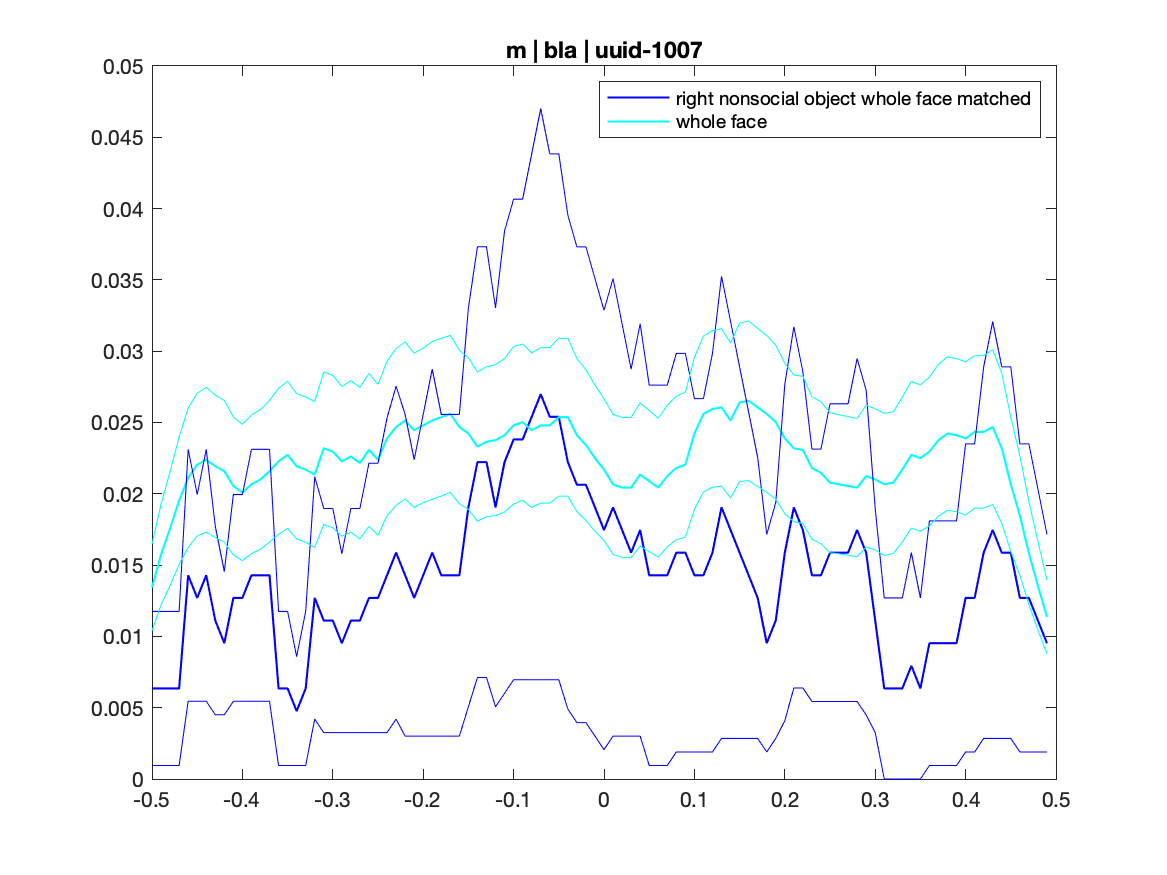 m | bla | uuid-1007
right nonsocial object whole face matched
whole face
0.05
0.045
0.04
0.035
0.03
0.025
0.02
0.015
0.01
0.005
0
-0.5 -0.4 -0.3 -0.2 -0.1 0 0.1 0.2 0.3 0.4 0.5